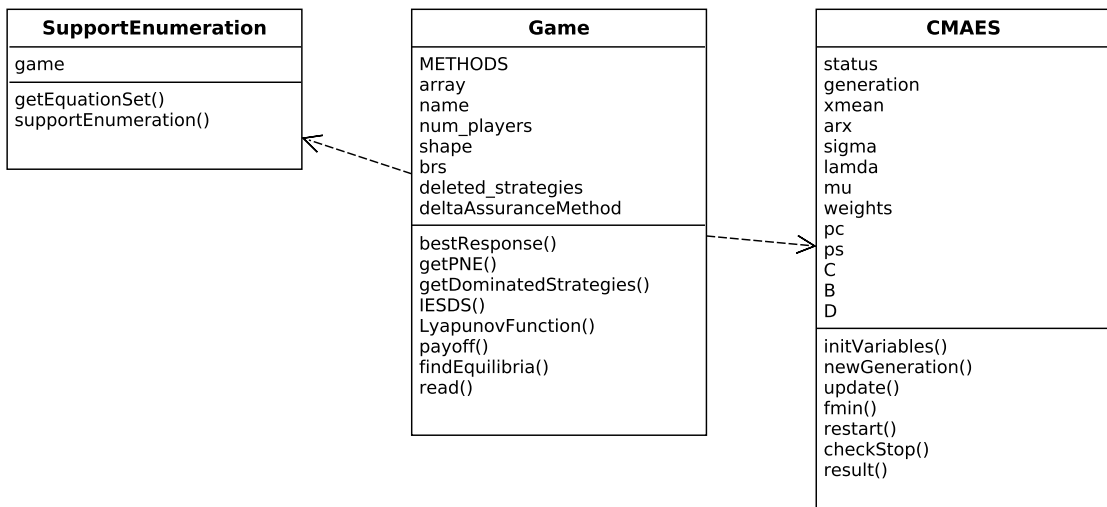 SupportEnumeration
game
getEquationSet()
supportEnumeration()
Game
METHODS
array
name
num_players
shape
brs
deleted_strategies
deltaAssuranceMethod
bestResponse()
getPNE()
getDominatedStrategies()
IESDS()
LyapunovFunction()
payoff()
findEquilibria()
read()
CMAES
status
generation
xmean
arx
sigma
lamda
mu
weights
pc
ps
C
B
D
initVariables()
newGeneration()
update()
fmin()
restart()
checkStop()
result()